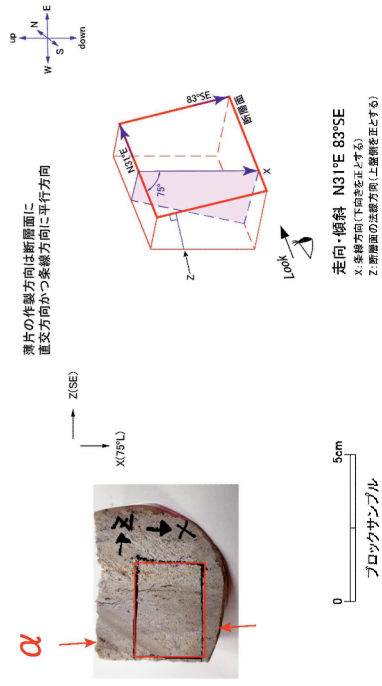 α
Z
X
Z(SE)
X(75°L)
0
5cm
ブロックサンプル
薄片の作製方向は断層面に
直交方向かつ条線方向に平行方向
up
N
E
W
S
down
N31°E
83°SE
断層面
75°
X
Z
Look
走向・傾斜 N31°E 83°SE
X:条線方向(下向きを正とする)
Z:断層面の法線方向(上盤側を正とする)